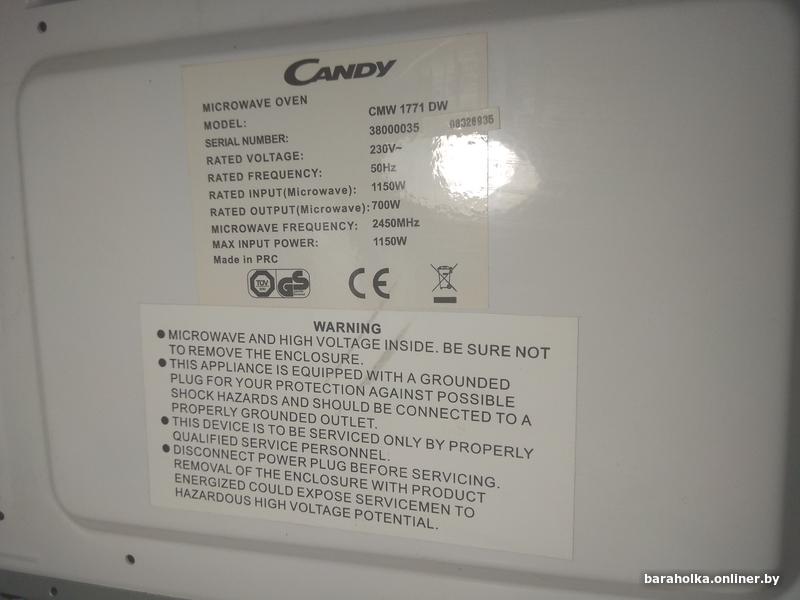 CANDY
MICROWAVE OVEN
MODEL: CMW 1771 DW
SERIAL NUMBER: 38000035 08328935
RATED VOLTAGE: 230V~
RATED FREQUENCY: 50Hz
RATED INPUT(Microwave): 1150W
RATED OUTPUT(Microwave): 700W
MICROWAVE FREQUENCY: 2450MHz
MAX INPUT POWER: 1150W
Made in PRC
TÜV GS CE
WARNING
● MICROWAVE AND HIGH VOLTAGE INSIDE. BE SURE NOT
TO REMOVE THE ENCLOSURE.
● THIS APPLIANCE IS EQUIPPED WITH A GROUNDED
PLUG FOR YOUR PROTECTION AGAINST POSSIBLE
SHOCK HAZARDS AND SHOULD BE CONNECTED TO A
PROPERLY GROUNDED OUTLET.
● THIS DEVICE IS TO BE SERVICED ONLY BY PROPERLY
QUALIFIED SERVICE PERSONNEL.
● DISCONNECT POWER PLUG BEFORE SERVICING.
REMOVAL OF THE ENCLOSURE WITH PRODUCT
ENERGIZED COULD EXPOSE SERVICEMEN TO
HAZARDOUS HIGH VOLTAGE POTENTIAL.
baraholka.onliner.by